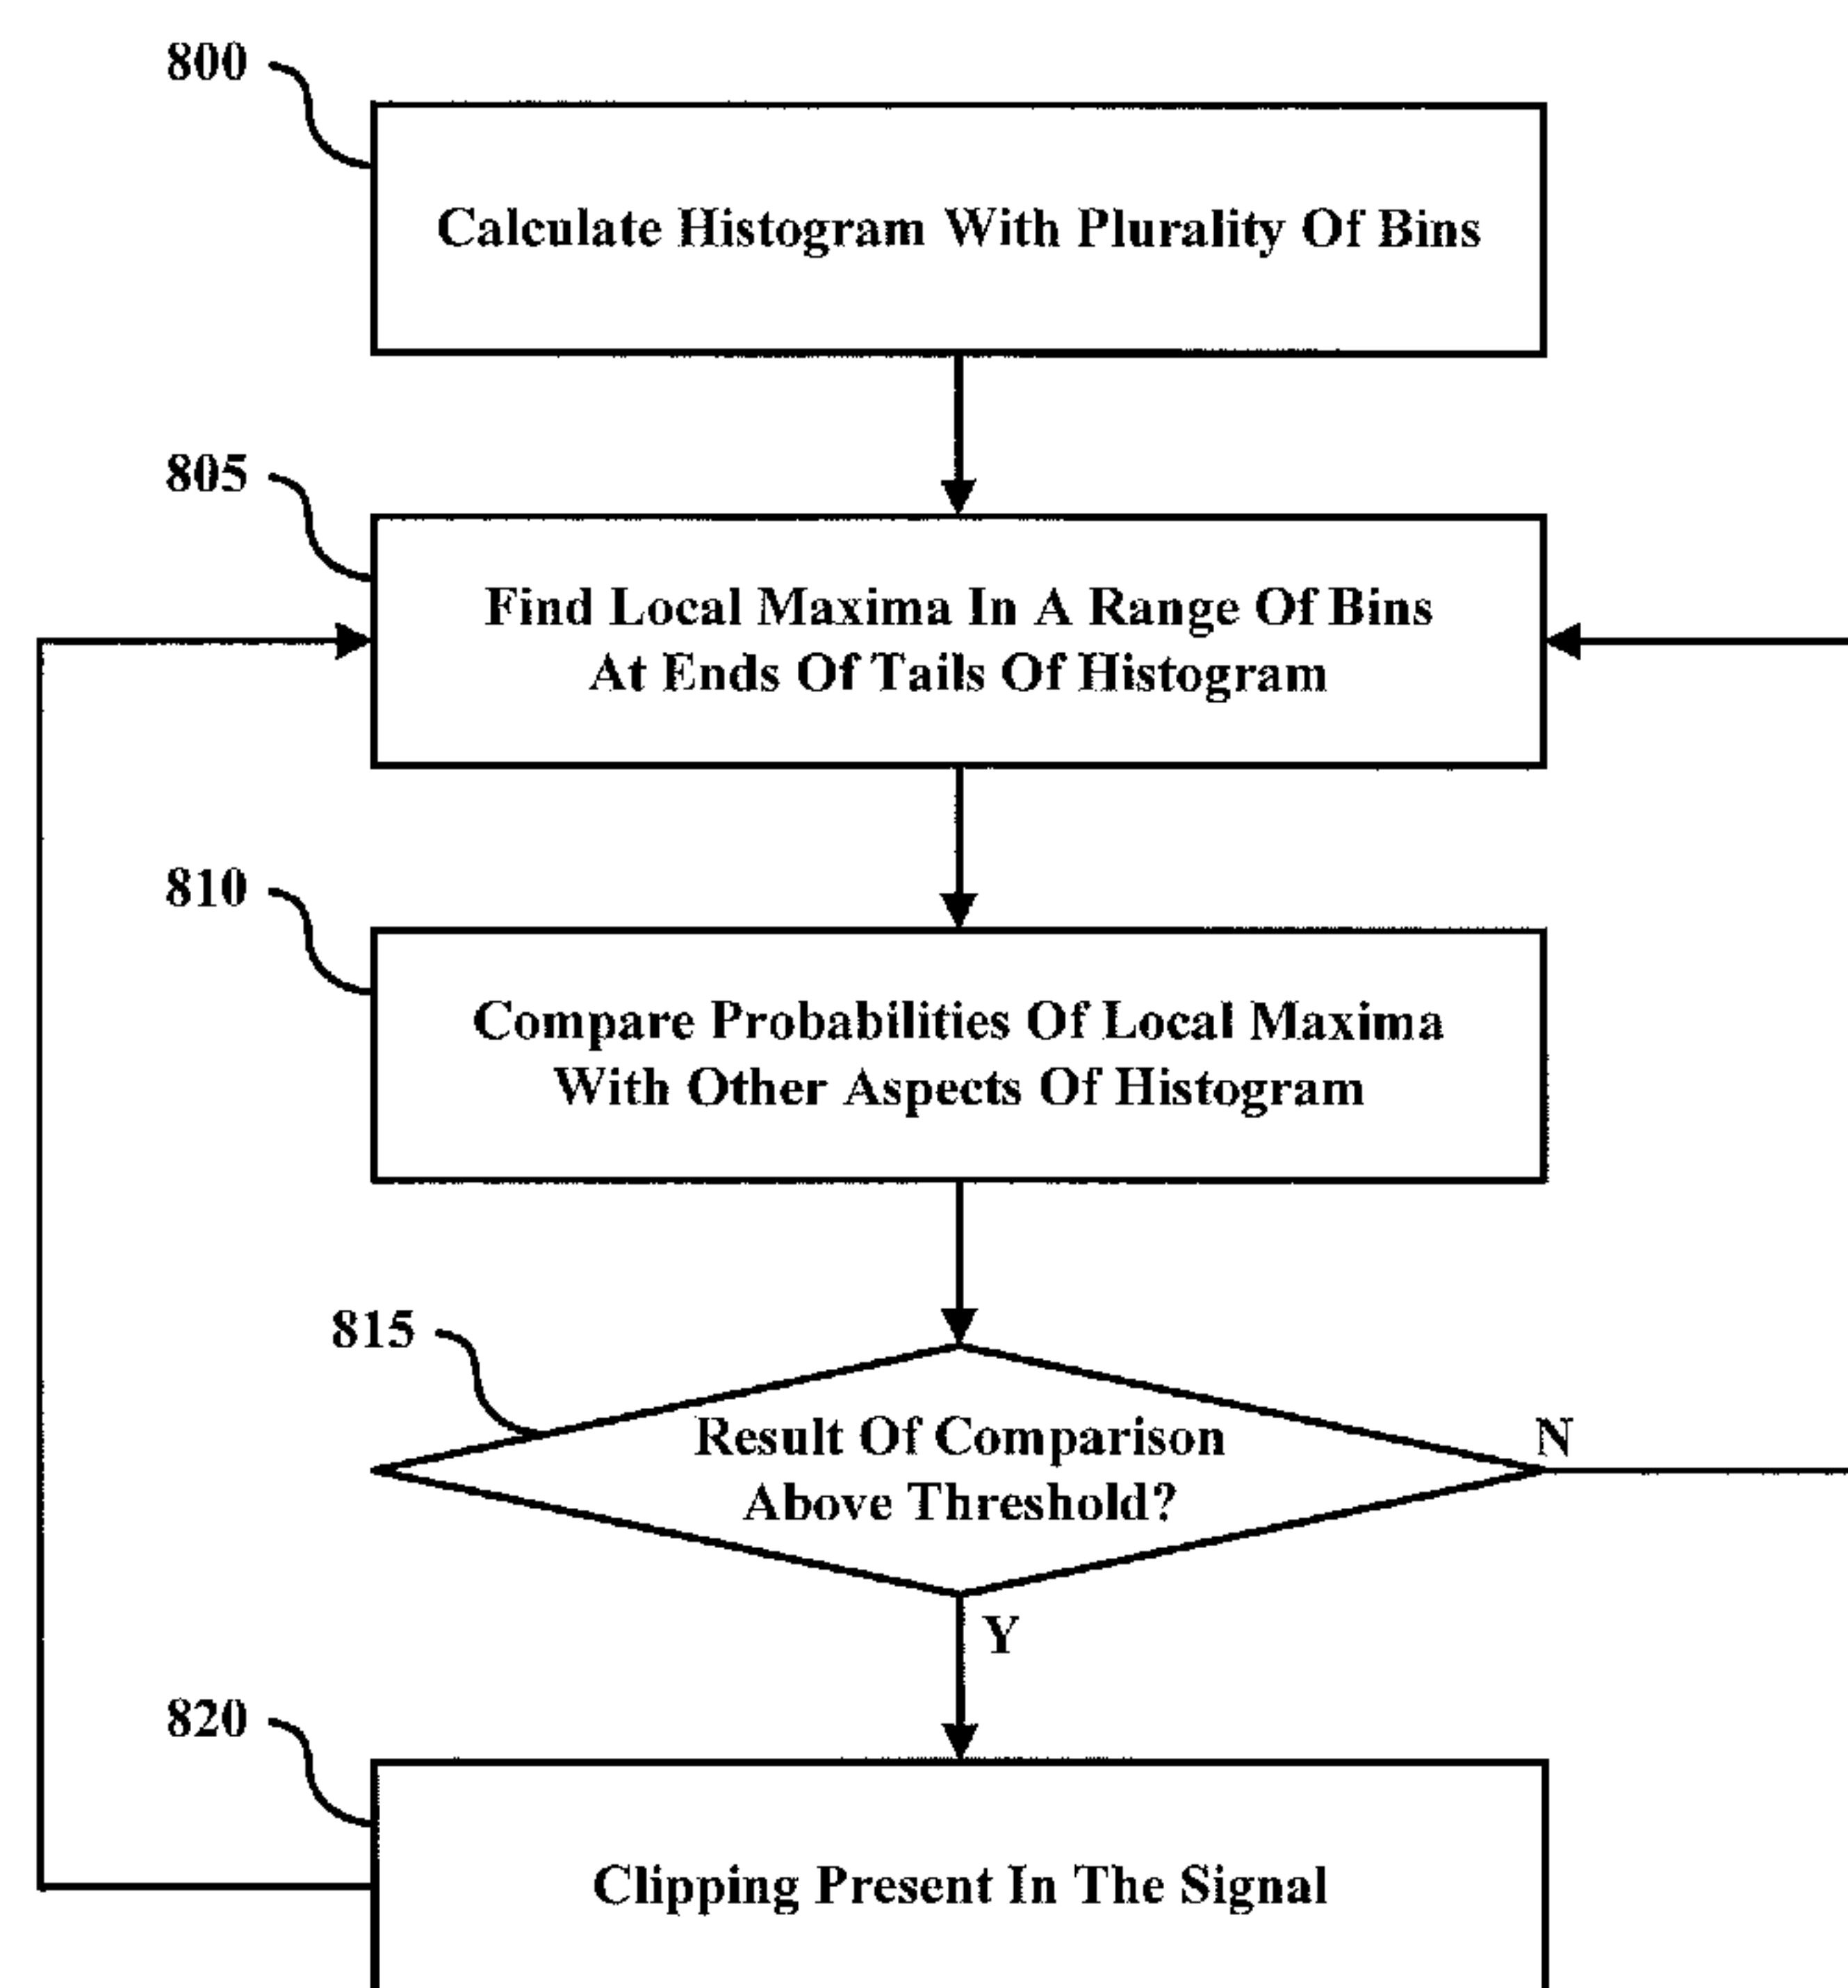 800
Calculate Histogram With Plurality Of Bins
805
Find Local Maxima In A Range Of Bins
At Ends Of Tails Of Histogram
810
Compare Probabilities Of Local Maxima
With Other Aspects Of Histogram
815
Result Of Comparison
Above Threshold?
N
Y
820
Clipping Present In The Signal